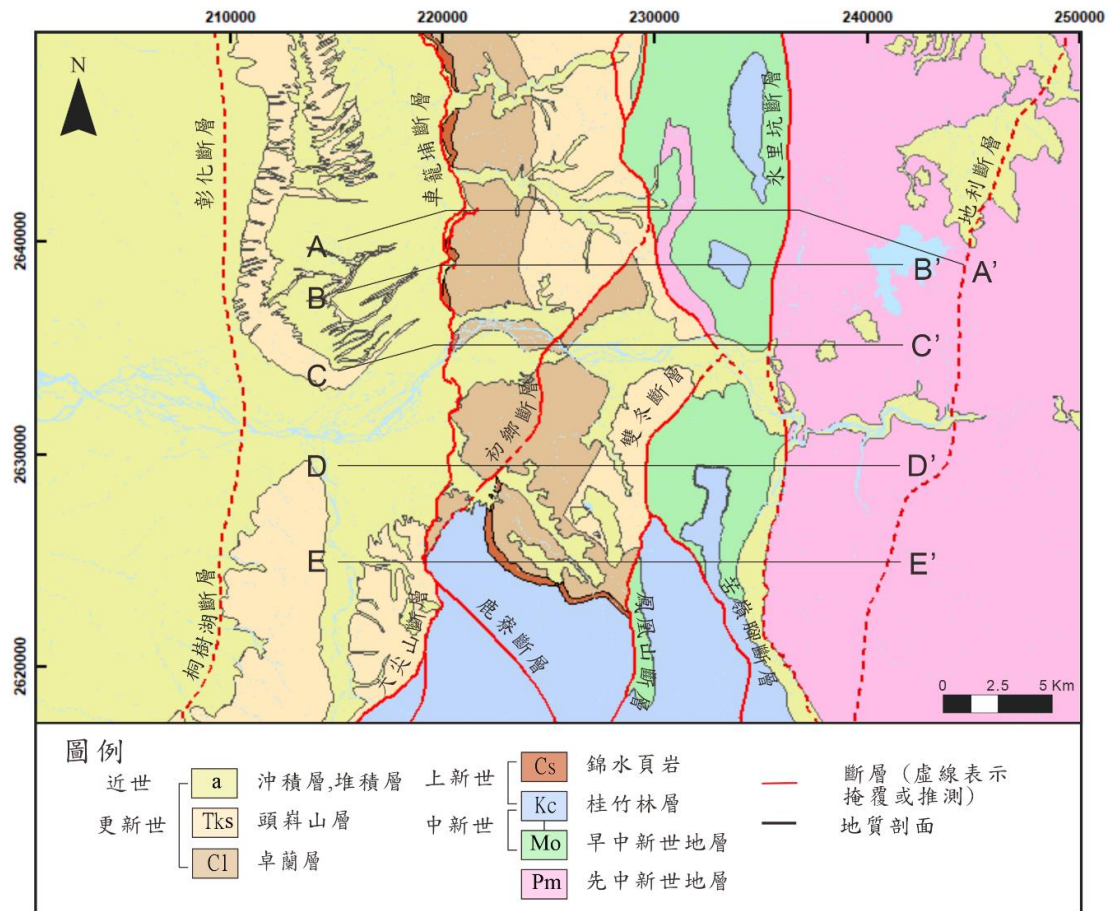 210000
220000
230000
240000
250000
N
2640000
2630000
2620000
彰化斷層
車籠埔斷層
水里坑斷層
地利斷層
A
A’
B
B’
C
C’
初鄉斷層
雙冬斷層
D
D’
E
E’
桐樹湖斷層
大尖山斷層
鹿寮斷層
鳳凰山斷層
0 2.5 5 Km
圖例
近世
a
沖積層,堆積層
更新世
Tks
頭嵙山層
Cl
卓蘭層
上新世
Cs
錦水頁岩
中新世
Kc
桂竹林層
Mo
早中新世地層
Pm
先中新世地層
斷層（虛線表示
掩覆或推測）
地質剖面